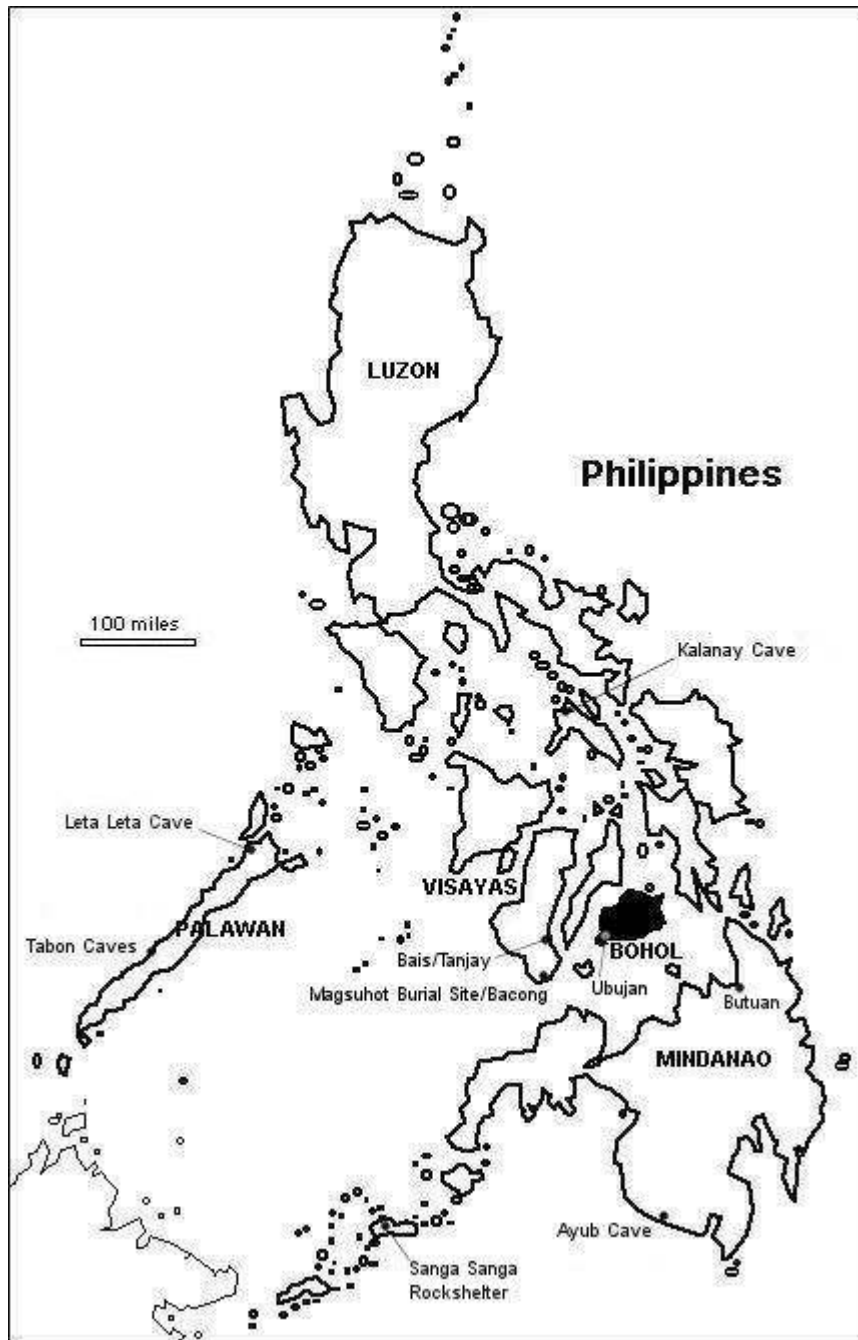 LUZON
Philippines
100 miles
Kalanay Cave
Leta Leta Cave
VISAYAS
PALAWAN
Tabon Caves
Bais/Tanjay
BOHOL
Magsuhot Burial Site/Bacong
Ubujan
Butuan
MINDANAO
Ayub Cave
Sanga Sanga
Rockshelter